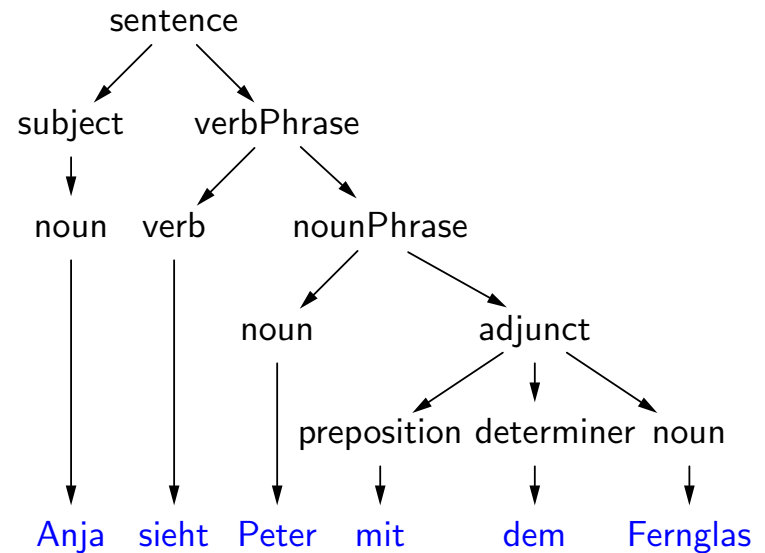 sentence
subject verbPhrase
noun verb nounPhrase
noun adjunct
preposition determiner noun
Anja sieht Peter mit dem Fernglas